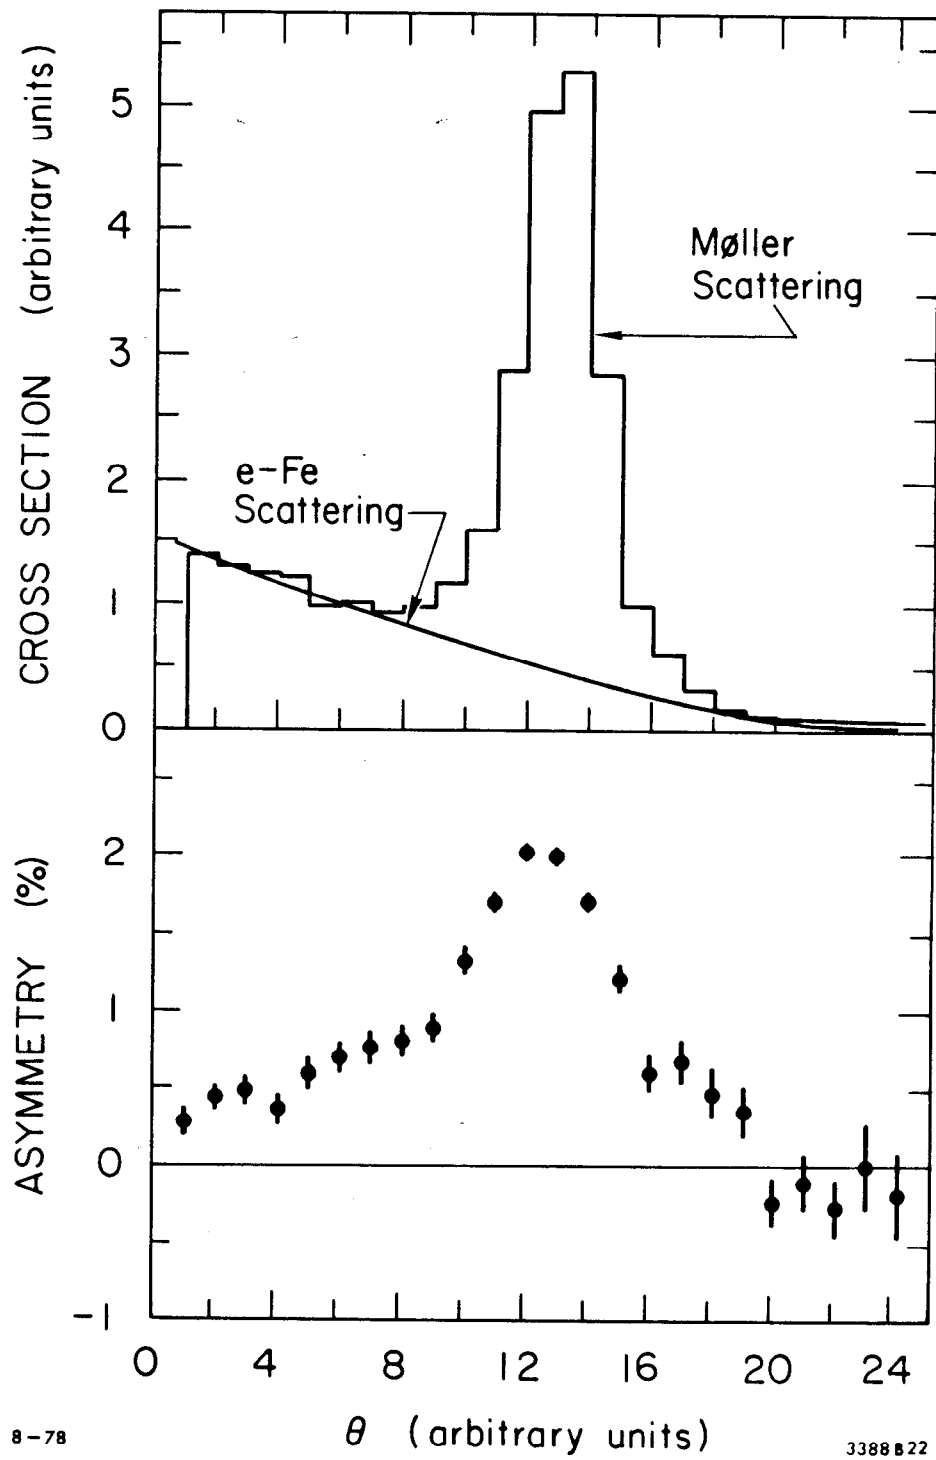 CROSS SECTION (arbitrary units)
5
4
3
2
1
0
Møller
Scattering
e-Fe
Scattering
ASYMMETRY (%)
2
1
0
-1
0 4 8 12 16 20 24
θ (arbitrary units)
8-78
3388B22